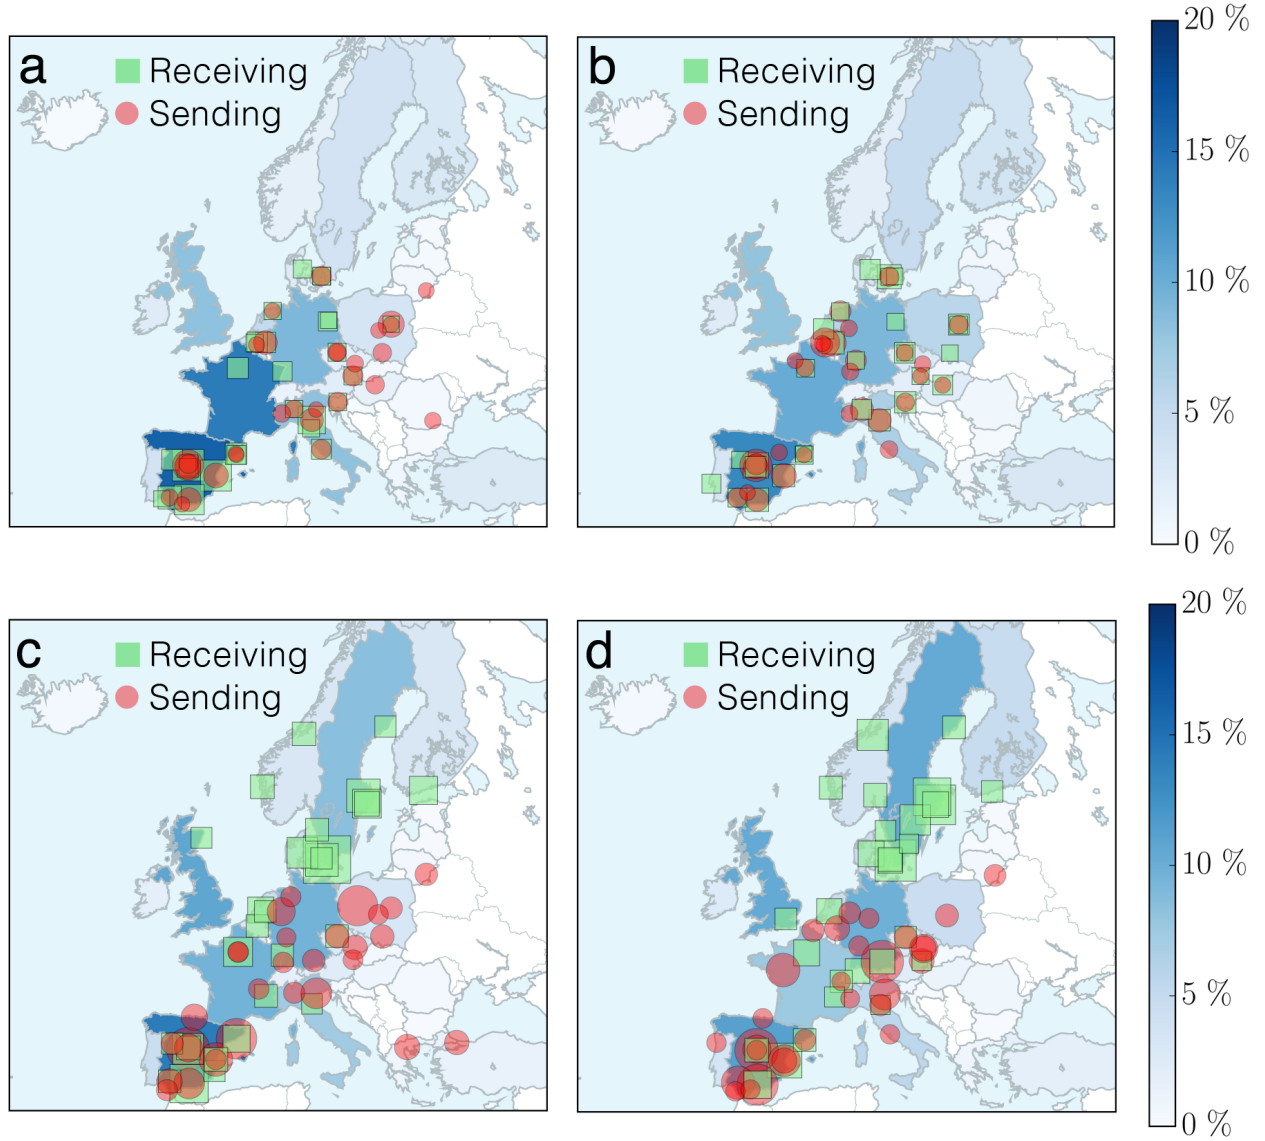 a
Receiving
Sending
b
Receiving
Sending
20 %
15 %
10 %
5 %
0 %
c
Receiving
Sending
d
Receiving
Sending
20 %
15 %
10 %
5 %
0 %